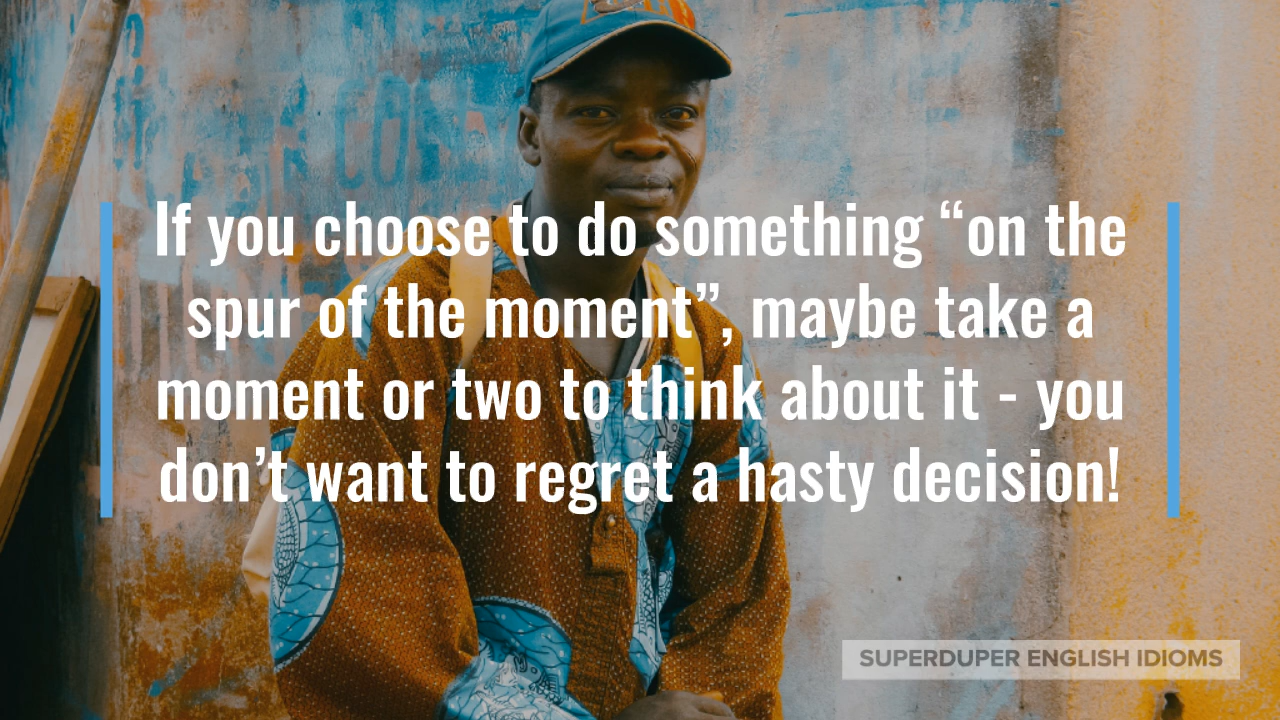 If you choose to do something “on the
spur of the moment”, maybe take a
moment or two to think about it - you
don’t want to regret a hasty decision!
SUPERDUPER ENGLISH IDIOMS